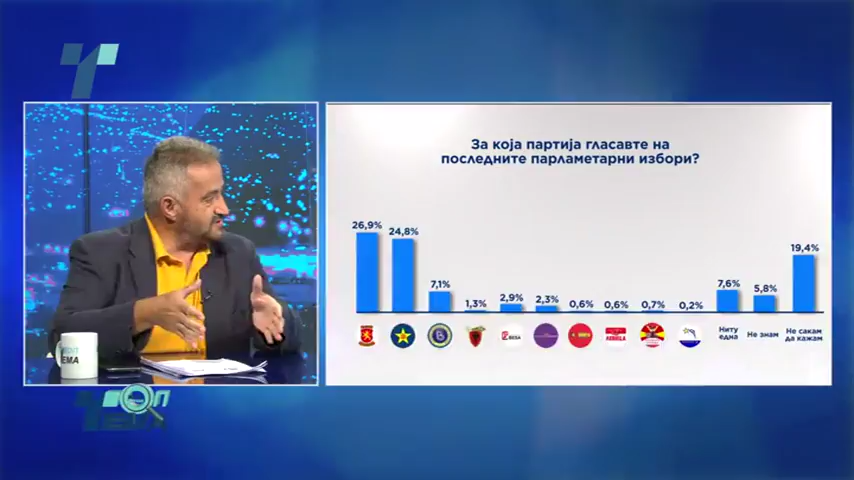 За која партија гласавте на
последните парламетарни избори?
26,9%
24,8%
7,1%
1,3%
2,9%
2,3%
0,6%
0,6%
0,7%
0,2%
7,6%
5,8%
19,4%
BESA
Ниту
една
Не знам
Не сакам
да кажам
ЕМА